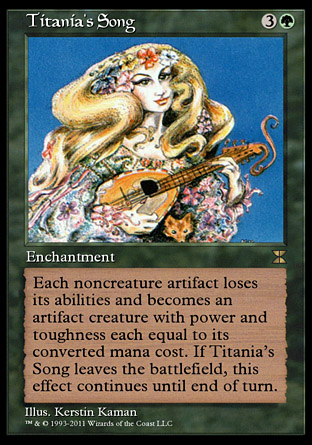 Titania's Song 3
Enchantment
Each noncreature artifact loses
its abilities and becomes an
artifact creature with power and
toughness each equal to its
converted mana cost. If Titania's
Song leaves the battlefield, this
effect continues until end of turn.
Illus. Kerstin Kaman
™ & © 1993-2011 Wizards of the Coast LLC